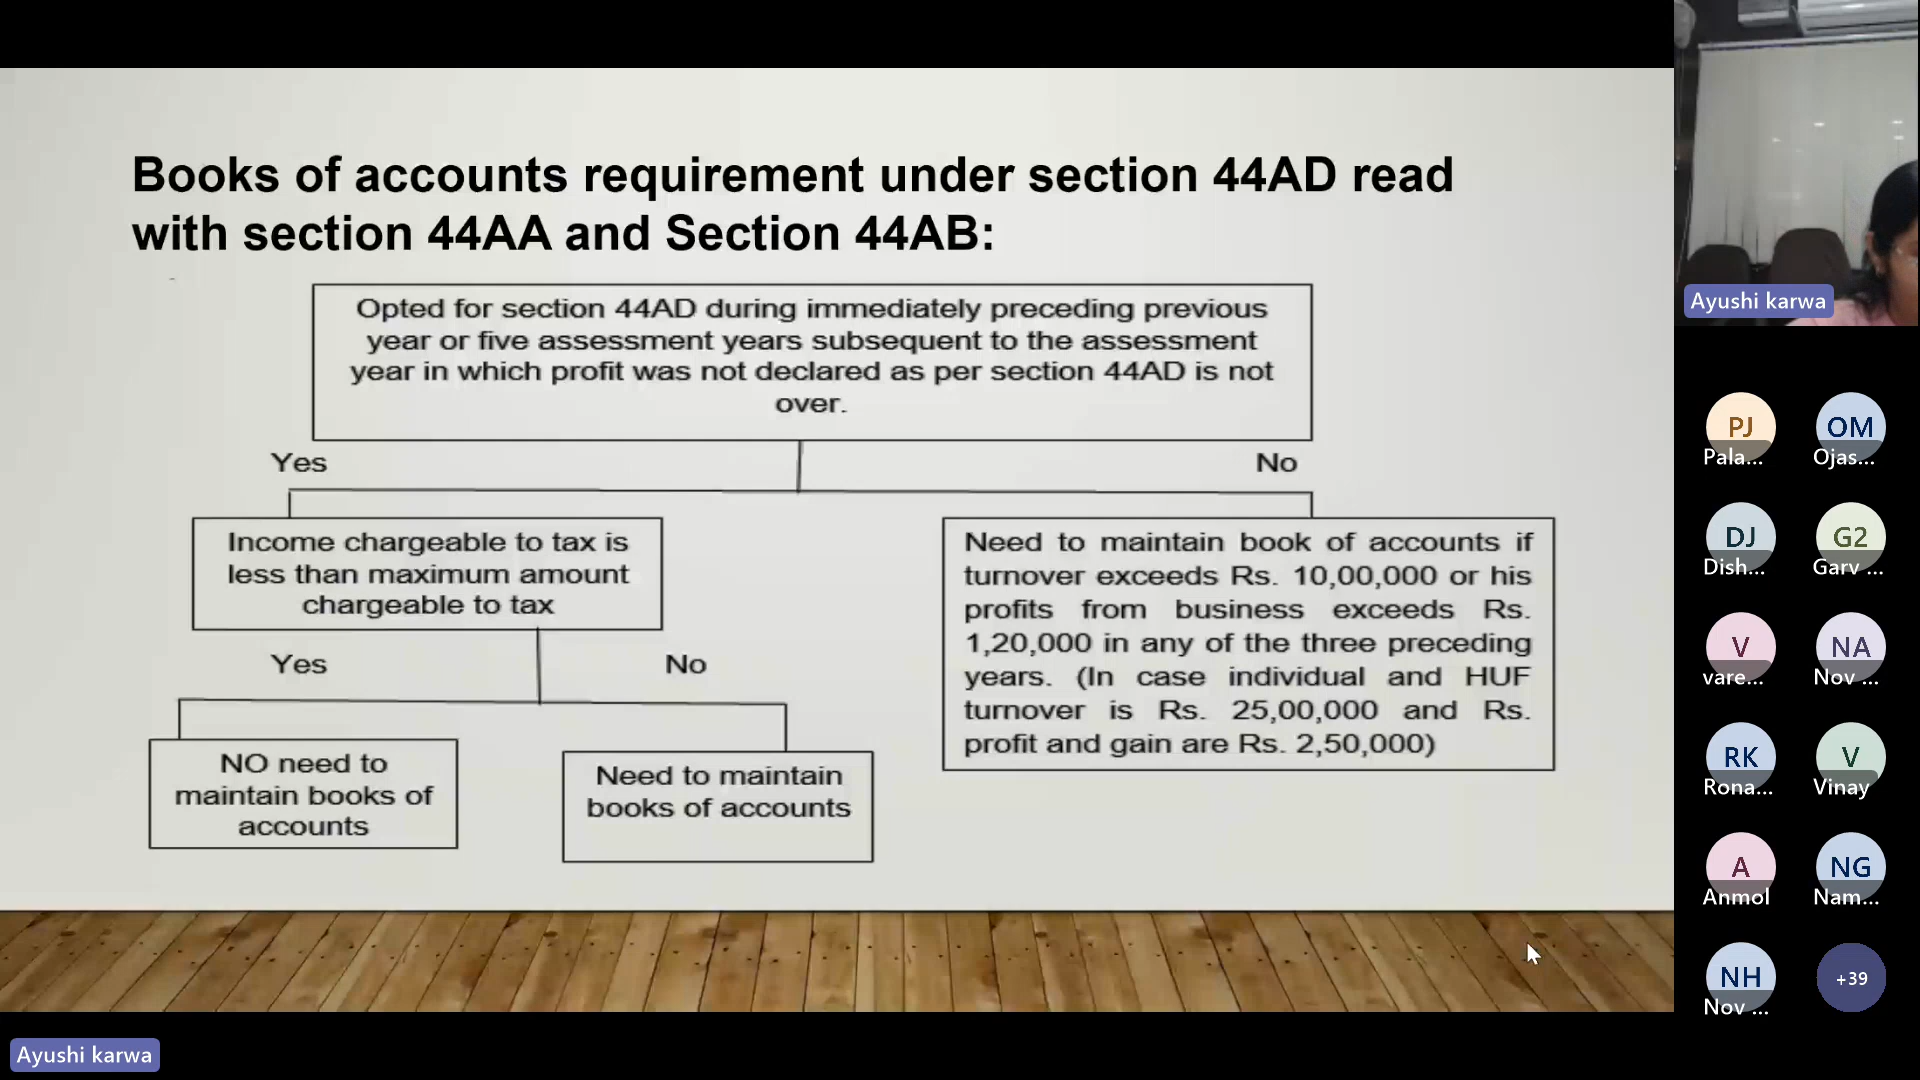 Books of accounts requirement under section 44AD read
with section 44AA and Section 44AB:
Opted for section 44AD during immediately preceding previous
year or five assessment years subsequent to the assessment
year in which profit was not declared as per section 44AD is not
over.
Yes
No
Income chargeable to tax is
less than maximum amount
chargeable to tax
Need to maintain book of accounts if
turnover exceeds Rs. 10,00,000 or his
profits from business exceeds Rs.
1,20,000 in any of the three preceding
years. (In case individual and HUF
turnover is Rs. 25,00,000 and Rs.
profit and gain are Rs. 2,50,000)
Yes
No
NO need to
maintain books of
accounts
Need to maintain
books of accounts
Ayushi karwa
Ayushi karwa
PJ
Pala...
OM
Ojas...
DJ
Dish...
G2
Garv ...
V
vare...
NA
Nov ...
RK
Rona...
V
Vinay
A
Anmol
NG
Nam...
NH
Nov ...
+39